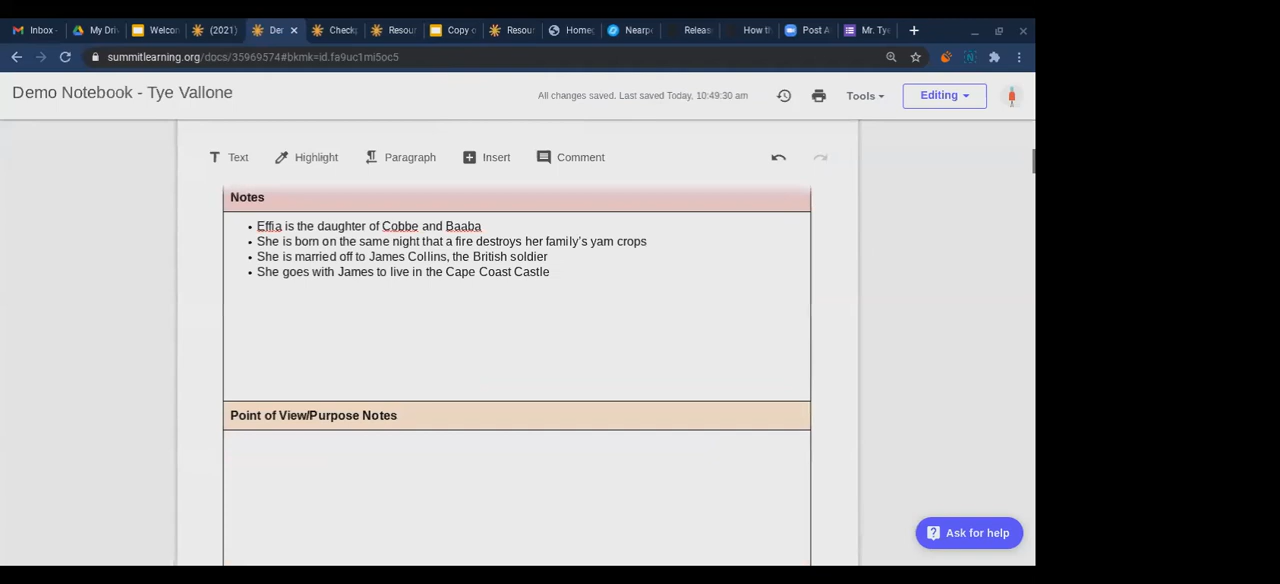 Inbox
My Dri
Welcon
(2021)
Der
Check
Resour
Copy o
Resou
Home
Nearp
Releas
How th
Post A
Mr. Tye
summitlearning.org/docs/35969574#bkmk=id.fa9uc1mi5oc5
Demo Notebook - Tye Vallone
All changes saved. Last saved Today, 10:49:30 am
Tools
Editing
Text
Highlight
Paragraph
Insert
Comment
Notes
• Effia is the daughter of Cobbe and Baaba
• She is born on the same night that a fire destroys her family's yam crops
• She is married off to James Collins, the British soldier
• She goes with James to live in the Cape Coast Castle
Point of View/Purpose Notes
Ask for help